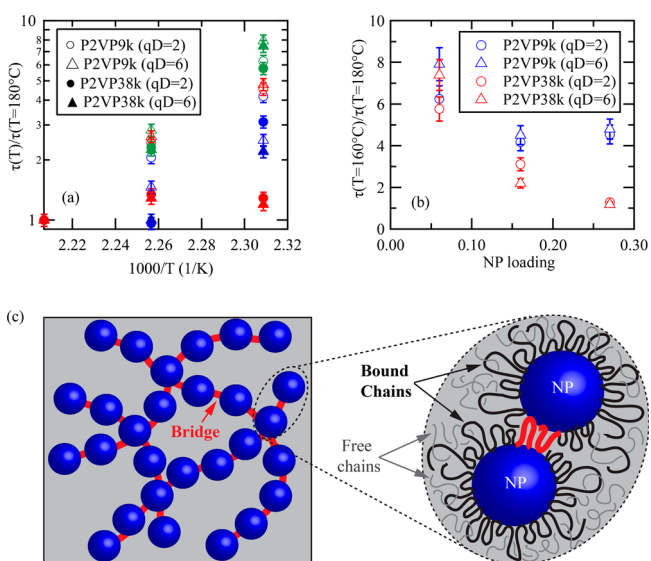 τ(T)/τ(T=180°C)
10
8
7
6
5
4
3
2
1
P2VP9k (qD=2)
P2VP9k (qD=6)
P2VP38k (qD=2)
P2VP38k (qD=6)
(a)
2.22 2.24 2.26 2.28 2.30 2.32
1000/T (1/K)
τ(T=160°C)/τ(T=180°C)
10
8
6
4
2
0
P2VP9k (qD=2)
P2VP9k (qD=6)
P2VP38k (qD=2)
P2VP38k (qD=6)
(b)
0.00 0.10 0.20 0.30
NP loading
(c)
Bridge
Bound
Chains
Free
chains
NP
NP